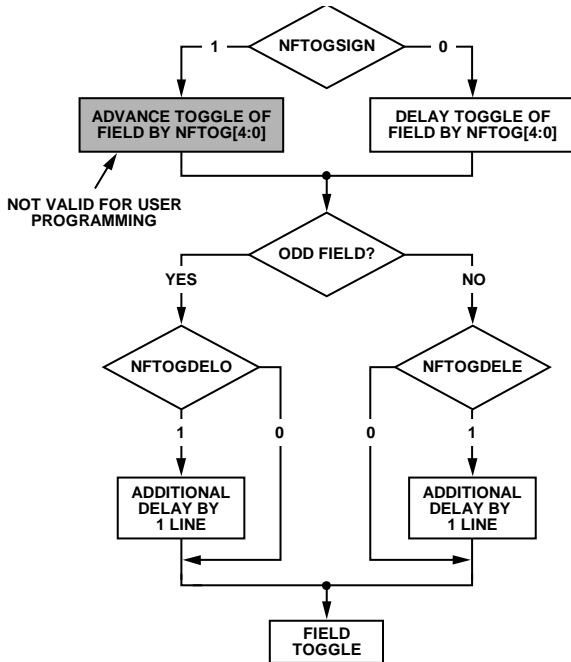 NFTOGSIGN
1
0
ADVANCE TOGGLE OF
FIELD BY NFTOG[4:0]
DELAY TOGGLE OF
FIELD BY NFTOG[4:0]
NOT VALID FOR USER
PROGRAMMING
ODD FIELD?
YES
NO
NFTOGDELO
NFTOGDELE
1
0
0
1
ADDITIONAL
DELAY BY
1 LINE
ADDITIONAL
DELAY BY
1 LINE
FIELD
TOGGLE